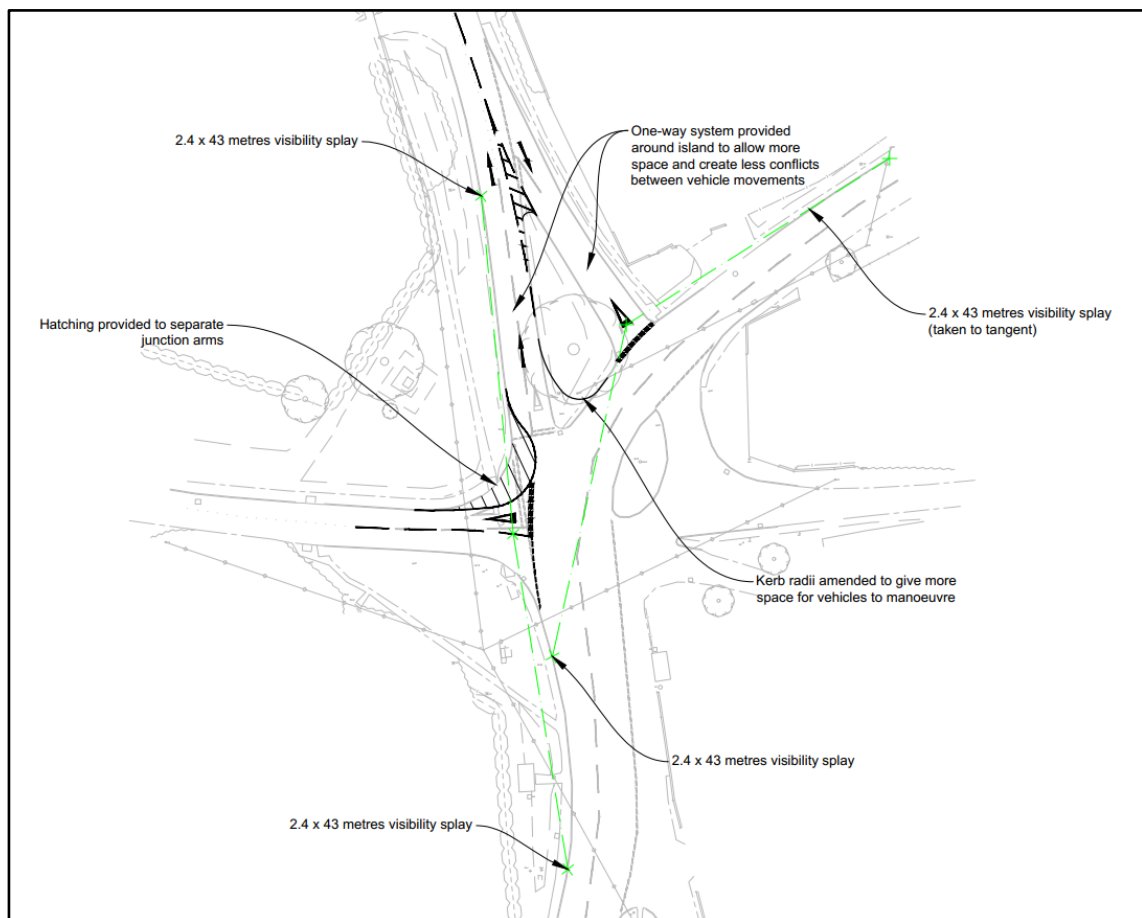 2.4 x 43 metres visibility splay
One-way system provided
around island to allow more
space and create less conflicts
between vehicle movements
2.4 x 43 metres visibility splay
(taken to tangent)
Hatching provided to separate
junction arms
Kerb radii amended to give more
space for vehicles to manoeuvre
2.4 x 43 metres visibility splay
2.4 x 43 metres visibility splay